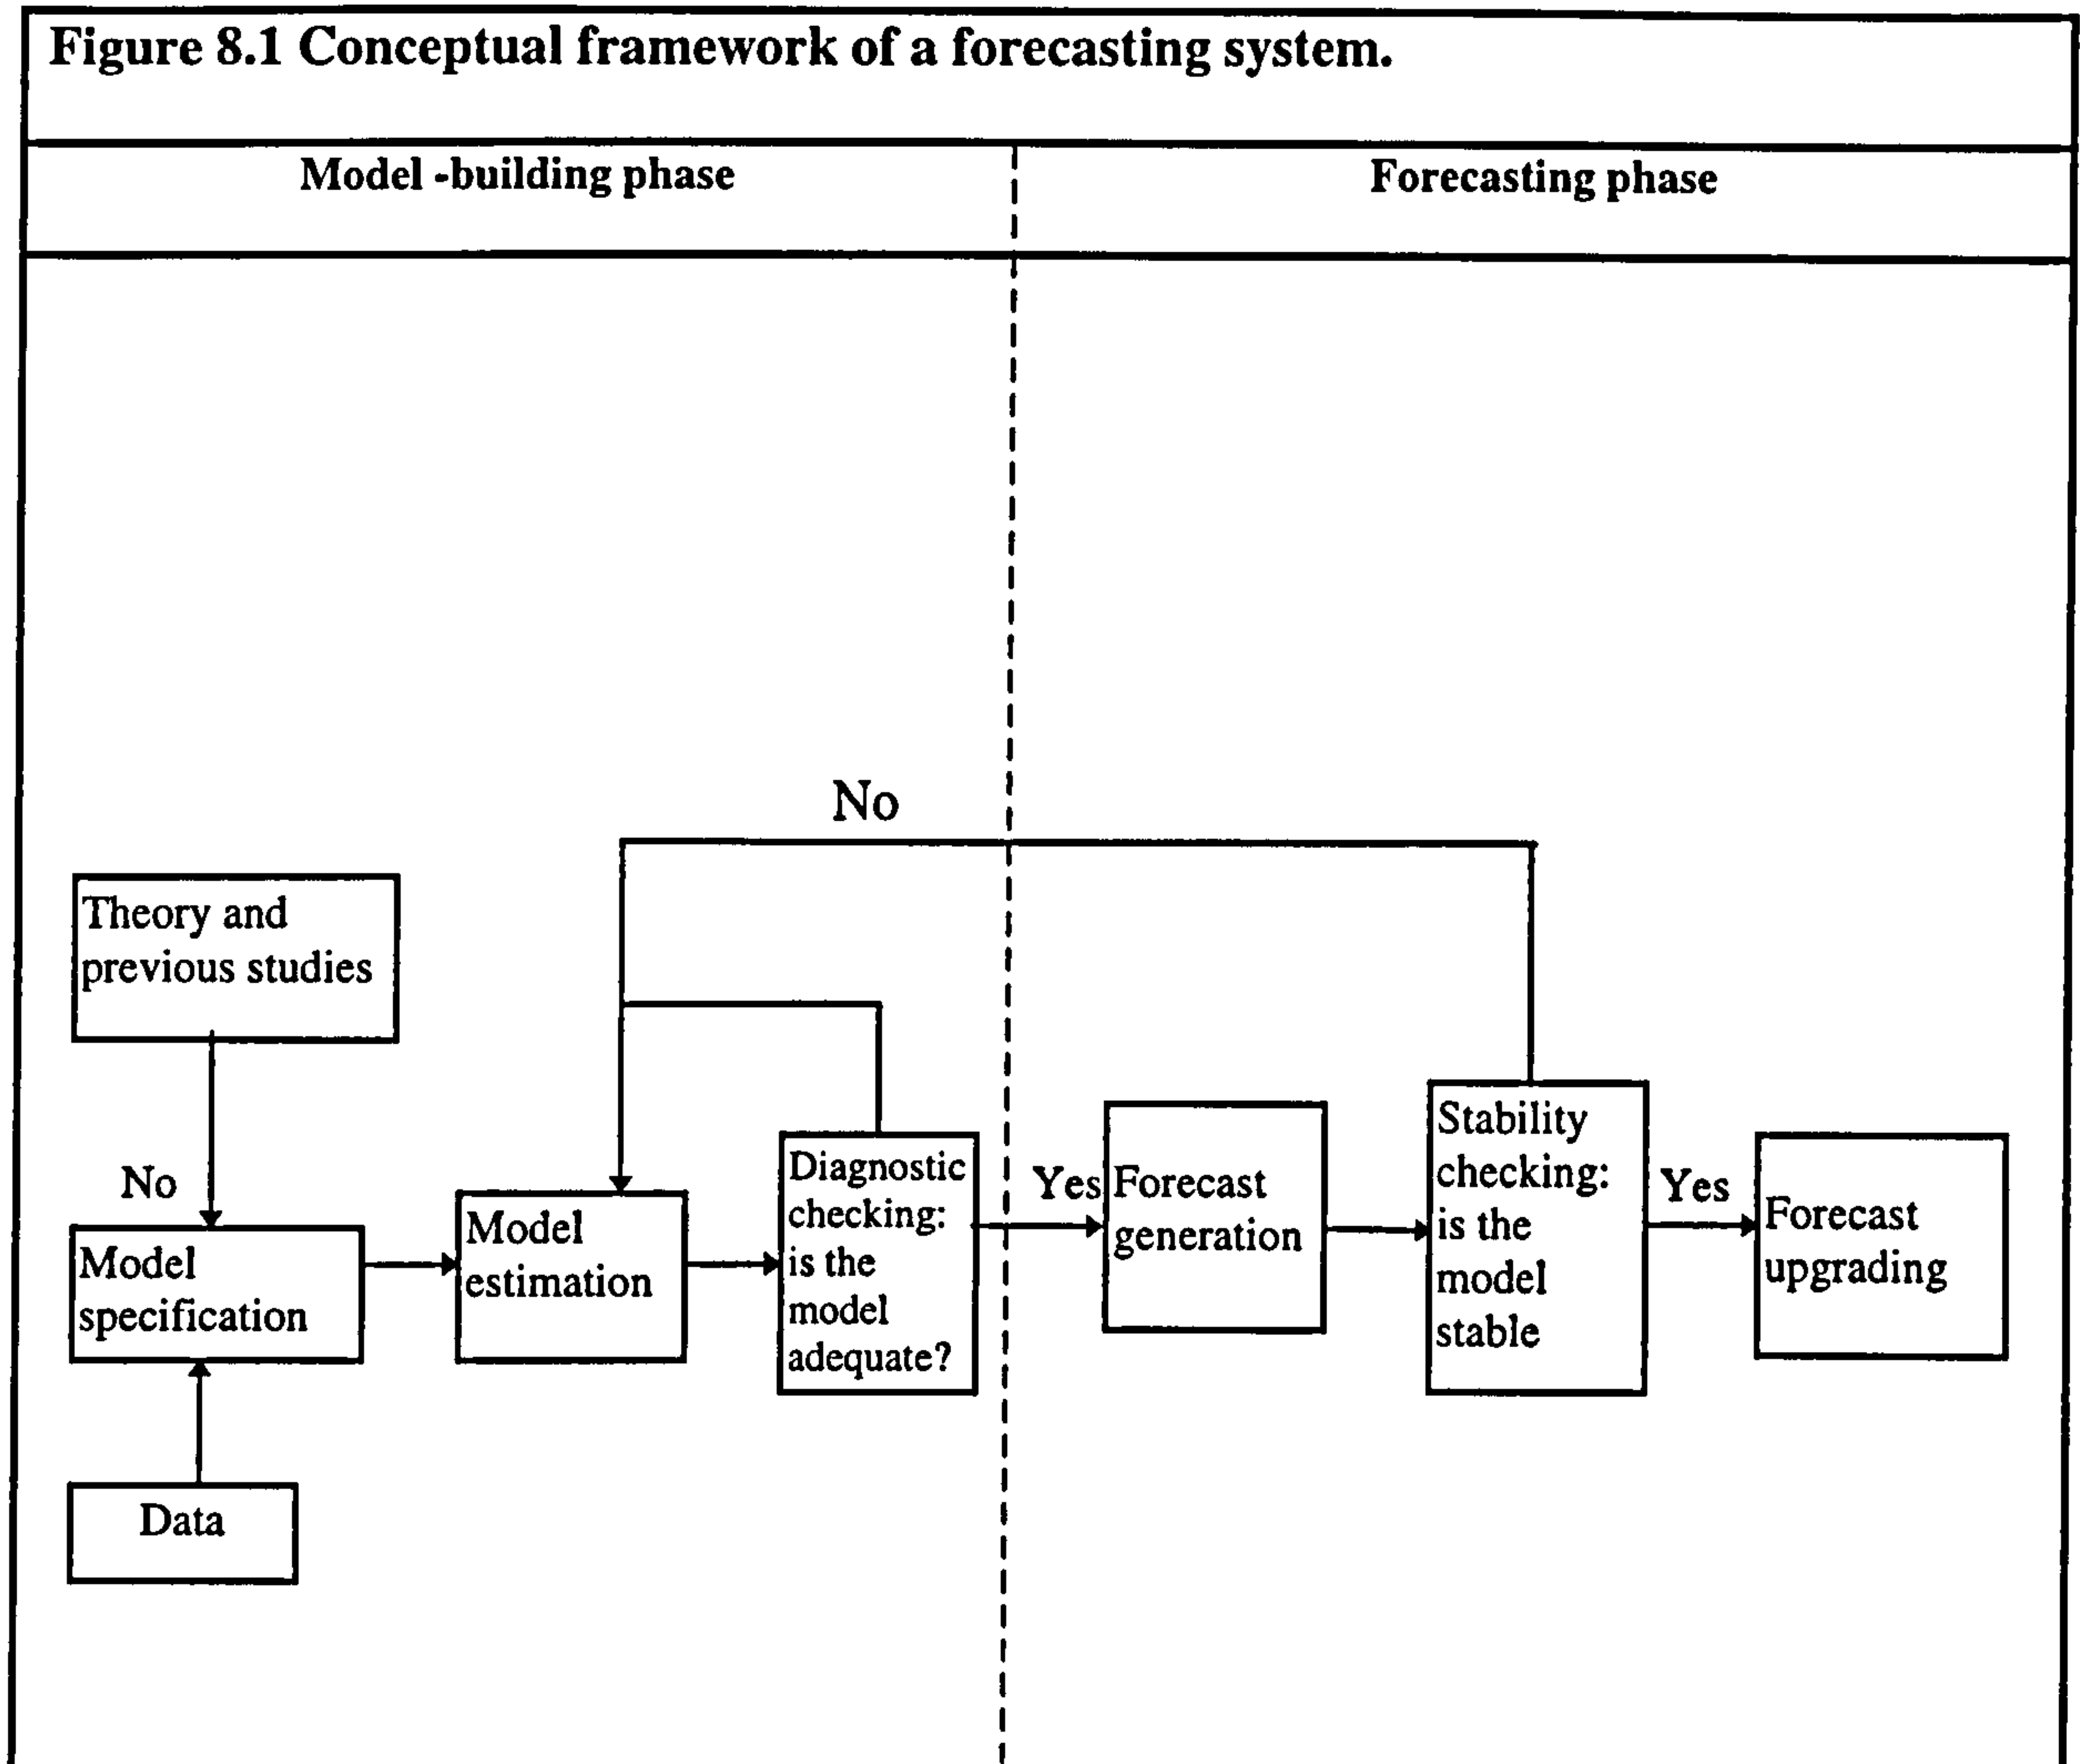 Figure 8.1 Conceptual framework of a forecasting system.
Model -building phase
Forecasting phase
No
Theory and
previous studies
No
Model
specification
Data
Model
estimation
Diagnostic
checking:
is the
model
adequate?
Yes
Forecast
generation
Stability
checking:
is the
model
stable
Yes
Forecast
upgrading